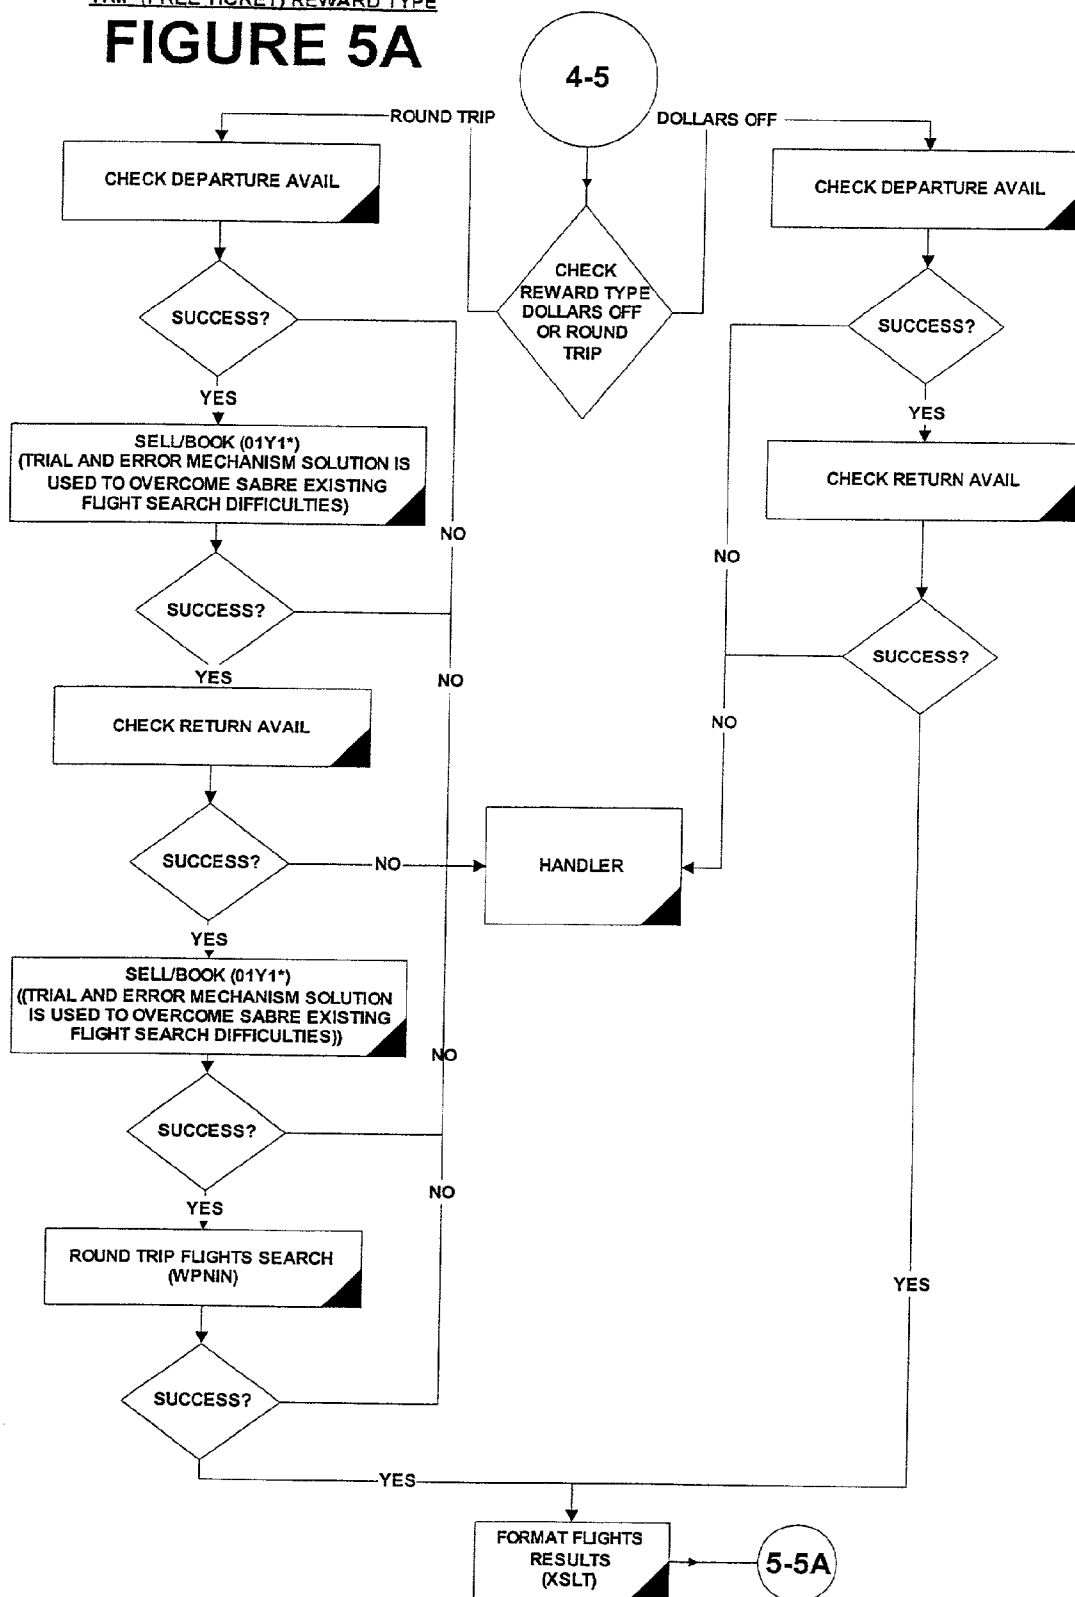 TRIP (FREE TICKET) REWARD TYPE
FIGURE 5A
4-5
ROUND TRIP
DOLLARS OFF
CHECK DEPARTURE AVAIL
CHECK DEPARTURE AVAIL
CHECK
REWARD TYPE
DOLLARS OFF
OR ROUND
TRIP
SUCCESS?
SUCCESS?
YES
YES
SELL/BOOK (01Y1*)
(TRIAL AND ERROR MECHANISM SOLUTION IS
USED TO OVERCOME SABRE EXISTING
FLIGHT SEARCH DIFFICULTIES)
CHECK RETURN AVAIL
NO
NO
SUCCESS?
SUCCESS?
YES
NO
CHECK RETURN AVAIL
NO
SUCCESS?
NO
HANDLER
YES
SELL/BOOK (01Y1*)
((TRIAL AND ERROR MECHANISM SOLUTION
IS USED TO OVERCOME SABRE EXISTING
FLIGHT SEARCH DIFFICULTIES))
NO
SUCCESS?
NO
YES
ROUND TRIP FLIGHTS SEARCH
(WPNIN)
YES
SUCCESS?
YES
FORMAT FLIGHTS
RESULTS
(XSLT)
5-5A